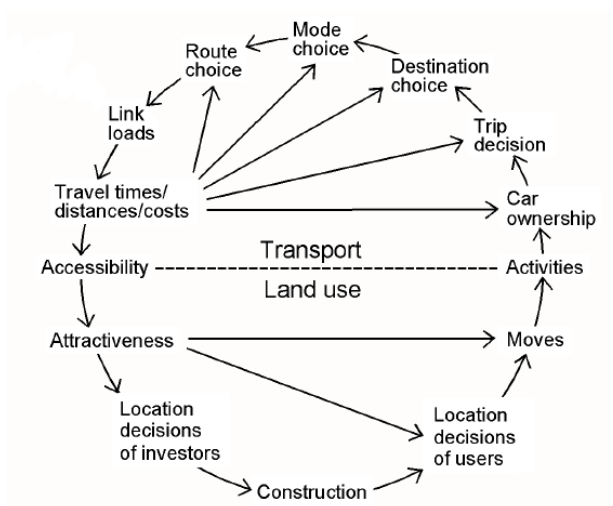 Mode
choice
Route
choice
Destination
choice
Link
loads
Trip
decision
Travel times/
distances/costs
Car
ownership
Transport
Accessibility
Activities
Land use
Attractiveness
Moves
Location
decisions
of investors
Location
decisions
of users
Construction